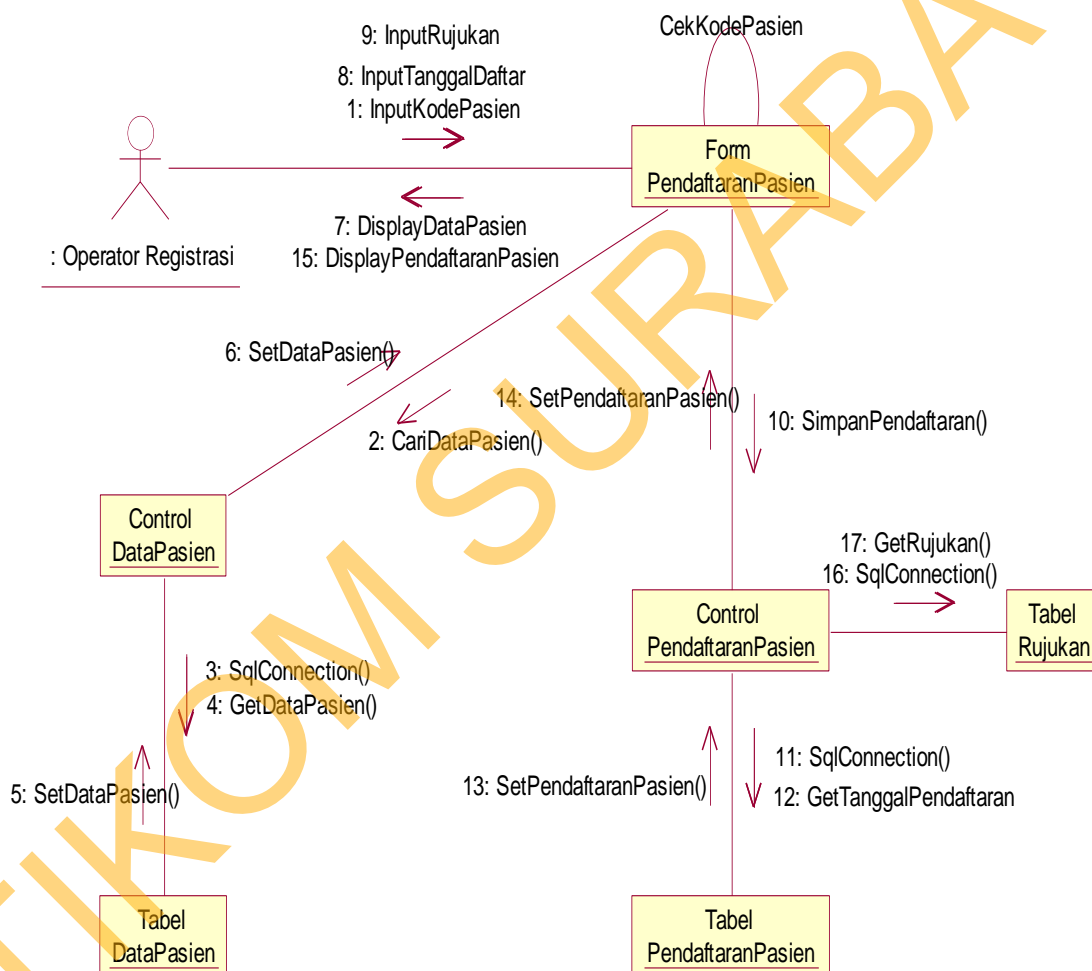 CekKodePasien
9: InputRujukan
8: InputTanggalDaftar
1: InputKodePasien
Form
PendaftaranPasien
7: DisplayDataPasien
15: DisplayPendaftaranPasien
: Operator Registrasi
6: SetDataPasien()
14: SetPendaftaranPasien()
10: SimpanPendaftaran()
2: CariDataPasien()
Control
DataPasien
17: GetRujukan()
16: SqlConnection()
Control
PendaftaranPasien
Tabel
Rujukan
3: SqlConnection()
4: GetDataPasien()
5: SetDataPasien()
11: SqlConnection()
12: GetTanggalPendaftaran
13: SetPendaftaranPasien()
Tabel
DataPasien
Tabel
PendaftaranPasien
TIKOM SURABA